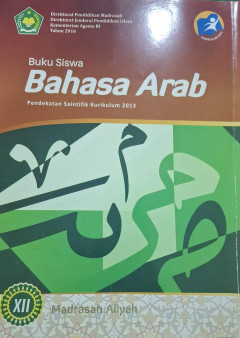 Direktorat Pendidikan Madrasah
Direktorat Jenderal Pendidikan Islam
Kementerian Agama RI
Tahun 2016
Buku Siswa
Bahasa Arab
Pendekatan Saintifik Kurikulum 2013
XII
Madrasah Aliyah